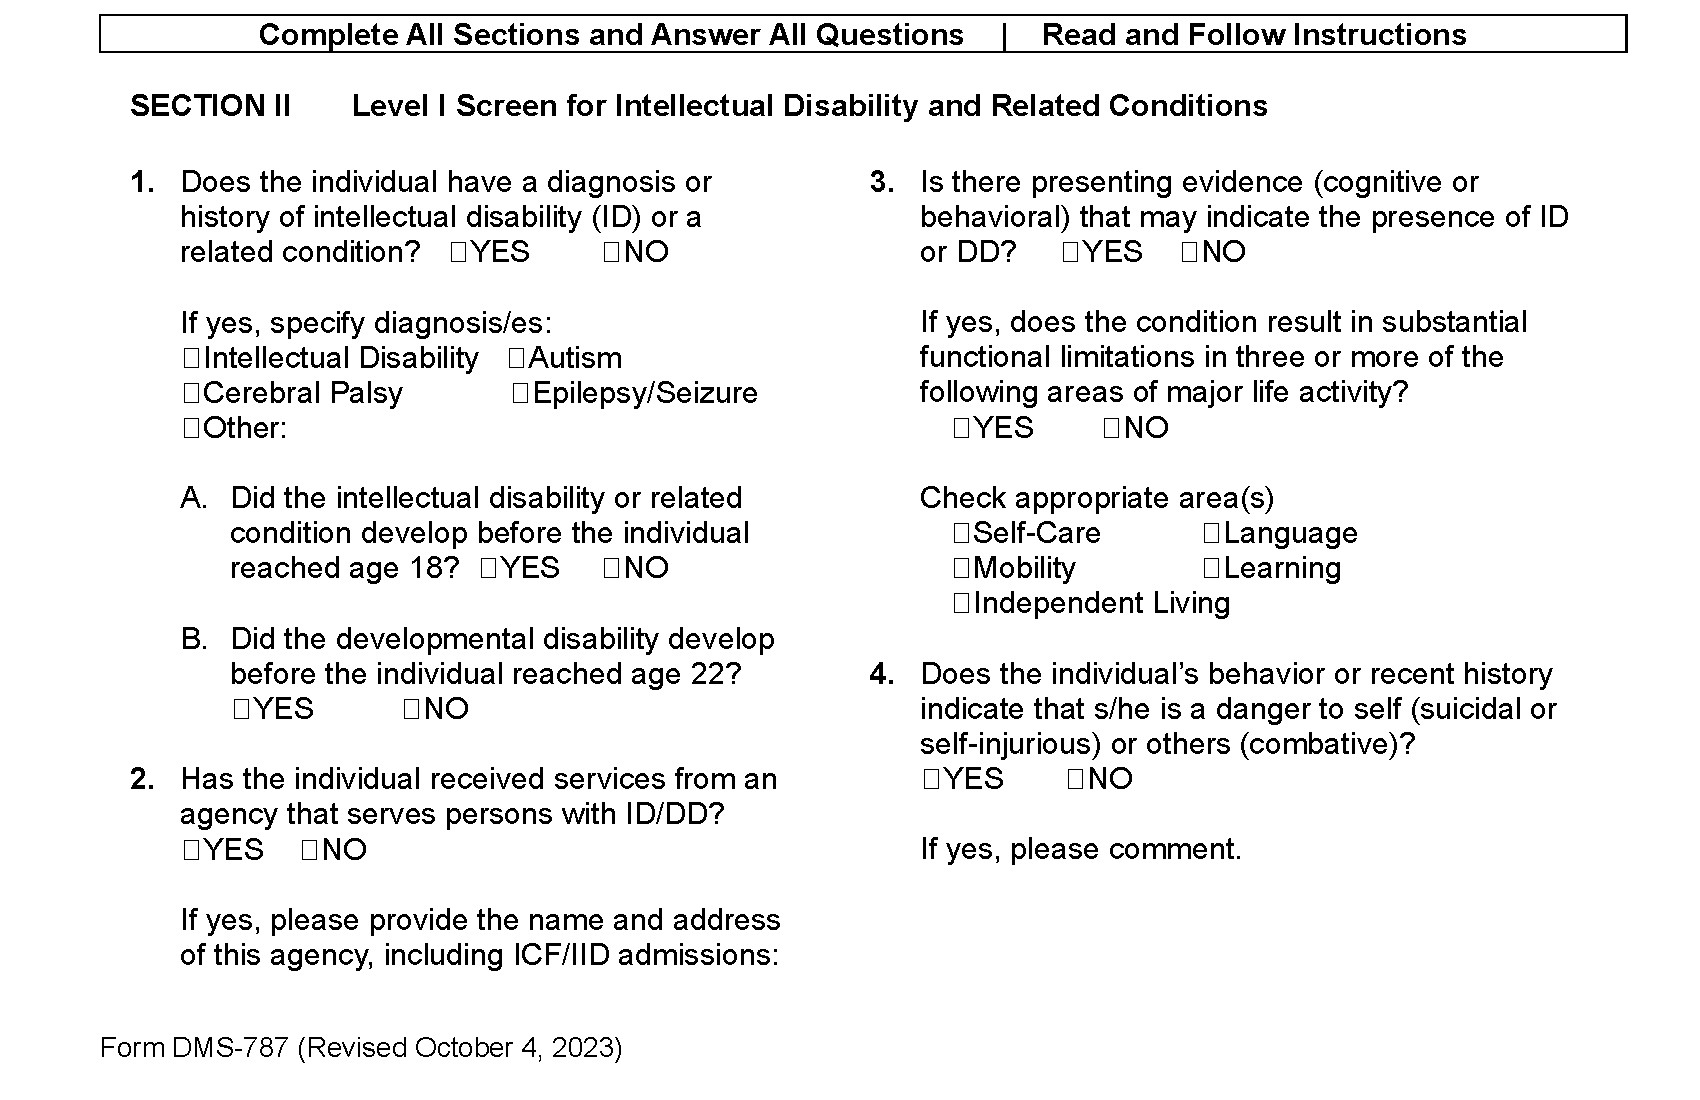 Complete All Sections and Answer All Questions | Read and Follow Instructions
SECTION II Level I Screen for Intellectual Disability and Related Conditions
1. Does the individual have a diagnosis or
history of intellectual disability (ID) or a
related condition? ☐YES ☐NO
If yes, specify diagnosis/es:
☐Intellectual Disability ☐Autism
☐Cerebral Palsy ☐Epilepsy/Seizure
☐Other:
A. Did the intellectual disability or related
condition develop before the individual
reached age 18? ☐YES ☐NO
B. Did the developmental disability develop
before the individual reached age 22?
☐YES ☐NO
2. Has the individual received services from an
agency that serves persons with ID/DD?
☐YES ☐NO
If yes, please provide the name and address
of this agency, including ICF/IID admissions:
3. Is there presenting evidence (cognitive or
behavioral) that may indicate the presence of ID
or DD? ☐YES ☐NO
If yes, does the condition result in substantial
functional limitations in three or more of the
following areas of major life activity?
☐YES ☐NO
Check appropriate area(s)
☐Self-Care ☐Language
☐Mobility ☐Learning
☐Independent Living
4. Does the individual’s behavior or recent history
indicate that s/he is a danger to self (suicidal or
self-injurious) or others (combative)?
☐YES ☐NO
If yes, please comment.
Form DMS-787 (Revised October 4, 2023)